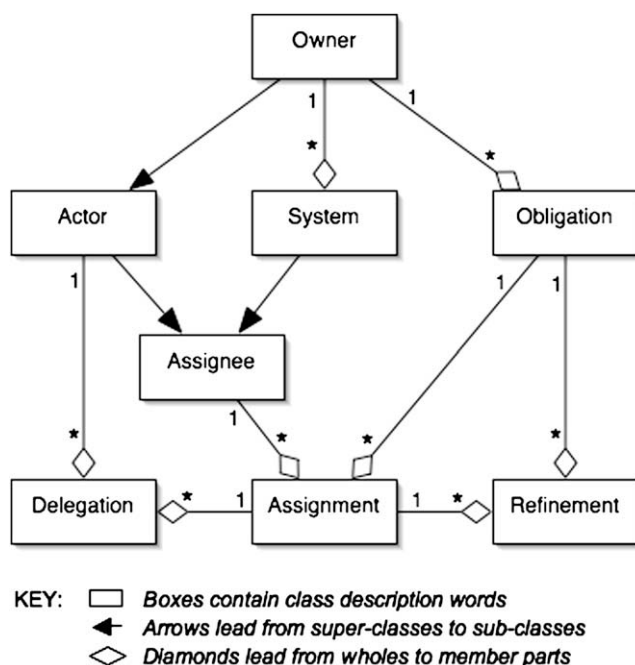 Owner
1
1
*
*
Actor
System
Obligation
1
1
1
Assignee
1
*
*
*
*
Delegation
*
1
Assignment
1
*
Refinement
KEY:
Boxes contain class description words
Arrows lead from super-classes to sub-classes
Diamonds lead from wholes to member parts